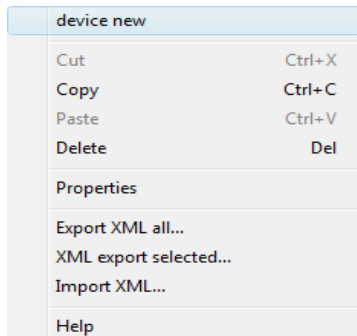 device new
Cut Ctrl+X
Copy Ctrl+C
Paste Ctrl+V
Delete Del
Properties
Export XML all...
XML export selected...
Import XML...
Help